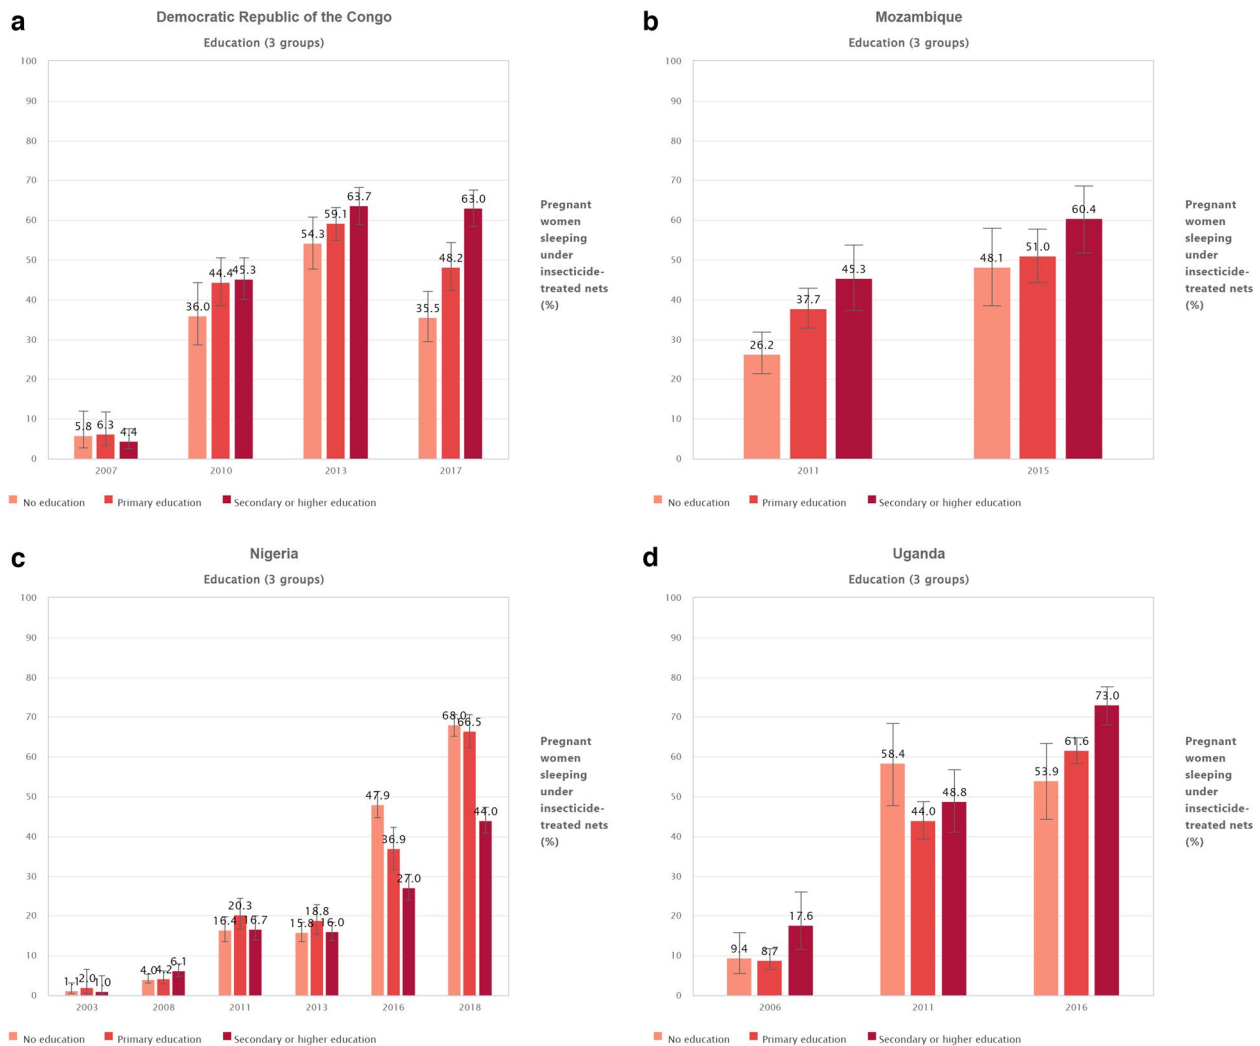 a
Democratic Republic of the Congo
Education (3 groups)
100
90
80
70
60
50
40
30
20
10
0
5.8
6.3
4.4
36.0
44.4
45.3
54.3
59.1
63.7
35.5
48.2
63.0
2007
2010
2013
2017
Pregnant
women
sleeping
under
insecticide-
treated nets
(%)
No education
Primary education
Secondary or higher education
b
Mozambique
Education (3 groups)
100
90
80
70
60
50
40
30
20
10
0
26.2
37.7
45.3
48.1
51.0
60.4
2011
2015
Pregnant
women
sleeping
under
insecticide-
treated nets
(%)
No education
Primary education
Secondary or higher education
c
Nigeria
Education (3 groups)
100
90
80
70
60
50
40
30
20
10
0
1.1
2.0
1.0
4.0
4.2
6.1
16.4
20.3
16.7
15.8
18.8
16.0
47.9
36.9
27.0
68.0
66.5
44.0
2003
2008
2011
2013
2016
2018
Pregnant
women
sleeping
under
insecticide-
treated nets
(%)
No education
Primary education
Secondary or higher education
d
Uganda
Education (3 groups)
100
90
80
70
60
50
40
30
20
10
0
9.4
8.7
17.6
58.4
44.0
48.8
53.9
61.6
73.0
2006
2011
2016
Pregnant
women
sleeping
under
insecticide-
treated nets
(%)
No education
Primary education
Secondary or higher education